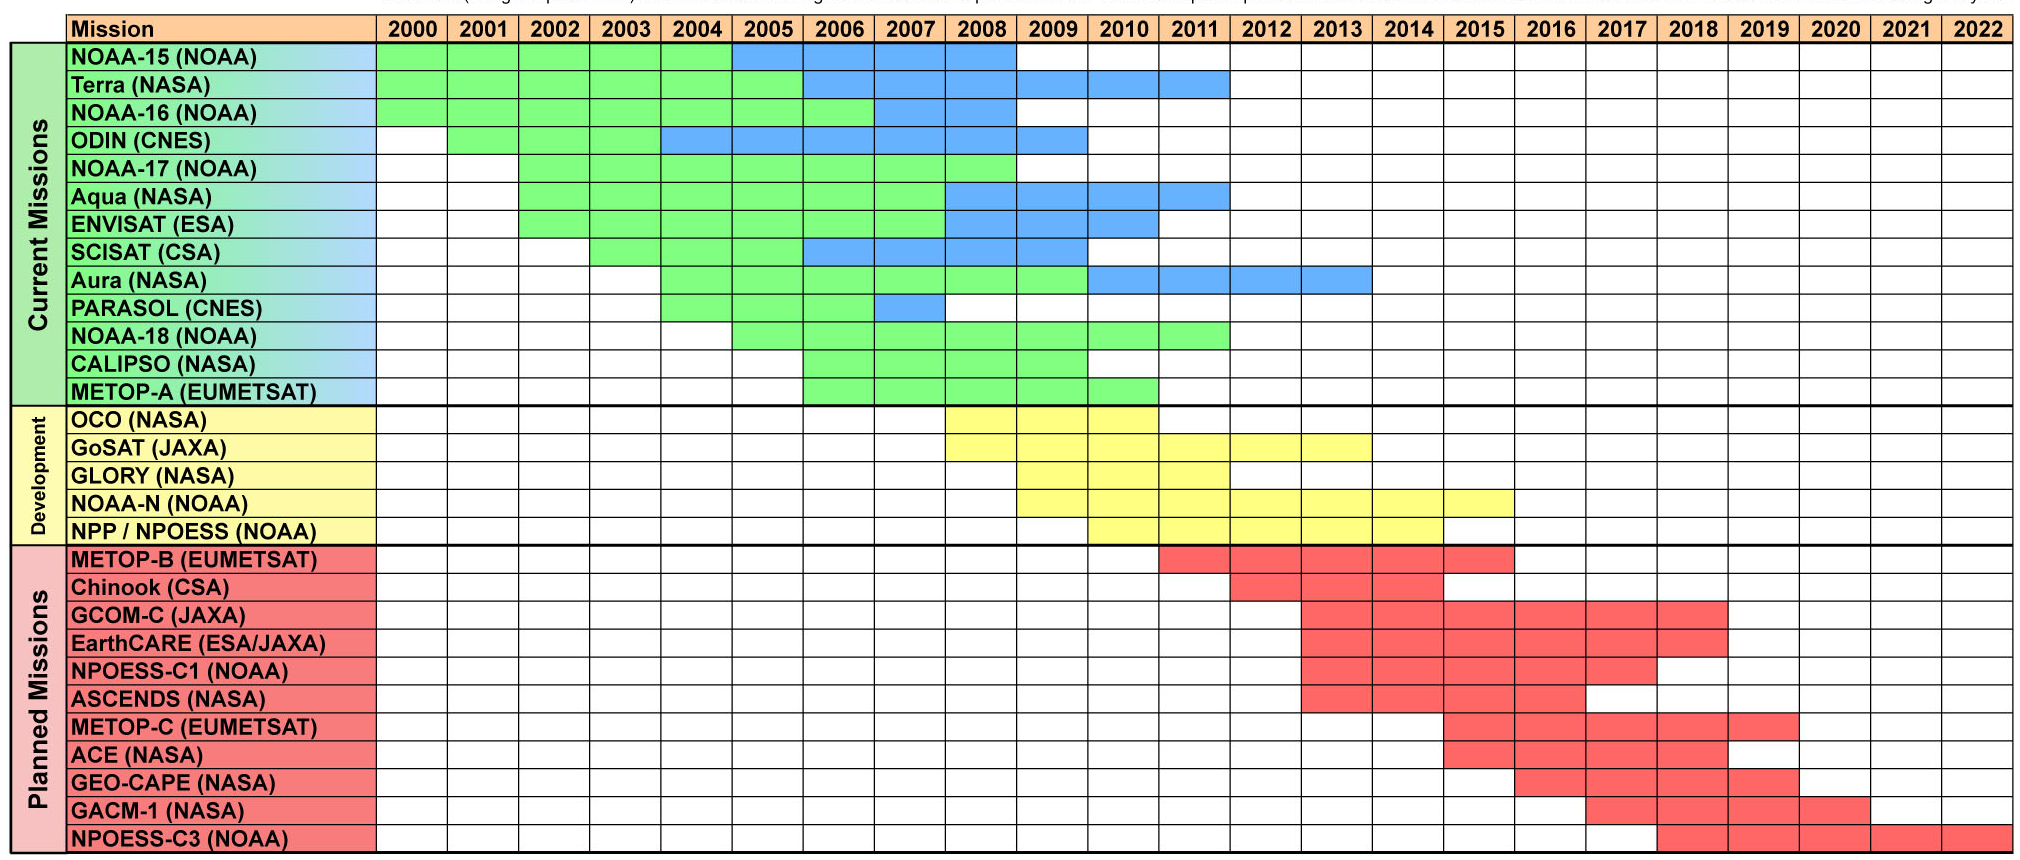 Mission 2000 2001 2002 2003 2004 2005 2006 2007 2008 2009 2010 2011 2012 2013 2014 2015 2016 2017 2018 2019 2020 2021 2022
Current Missions
NOAA-15 (NOAA)
Terra (NASA)
NOAA-16 (NOAA)
ODIN (CNES)
NOAA-17 (NOAA)
Aqua (NASA)
ENVISAT (ESA)
SCISAT (CSA)
Aura (NASA)
PARASOL (CNES)
NOAA-18 (NOAA)
CALIPSO (NASA)
METOP-A (EUMETSAT)
Development
OCO (NASA)
GoSAT (JAXA)
GLORY (NASA)
NOAA-N (NOAA)
NPP / NPOESS (NOAA)
Planned Missions
METOP-B (EUMETSAT)
Chinook (CSA)
GCOM-C (JAXA)
EarthCARE (ESA/JAXA)
NPOESS-C1 (NOAA)
ASCENDS (NASA)
METOP-C (EUMETSAT)
ACE (NASA)
GEO-CAPE (NASA)
GACM-1 (NASA)
NPOESS-C3 (NOAA)